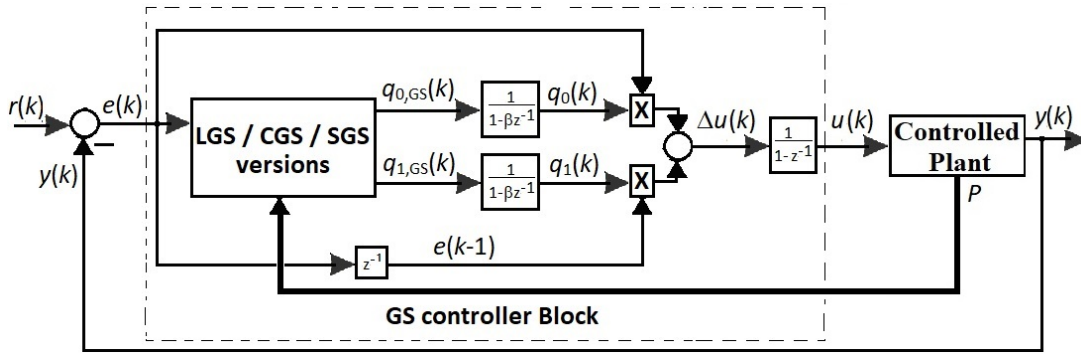 r(k)
e(k)
y(k)
LGS / CGS / SGS
versions
q0,GS(k)
1
1-βz-1
q0(k)
X
q1,GS(k)
1
1-βz-1
q1(k)
X
z-1
e(k-1)
Δu(k)
1
1-z-1
u(k)
Controlled
Plant
y(k)
P
GS controller Block